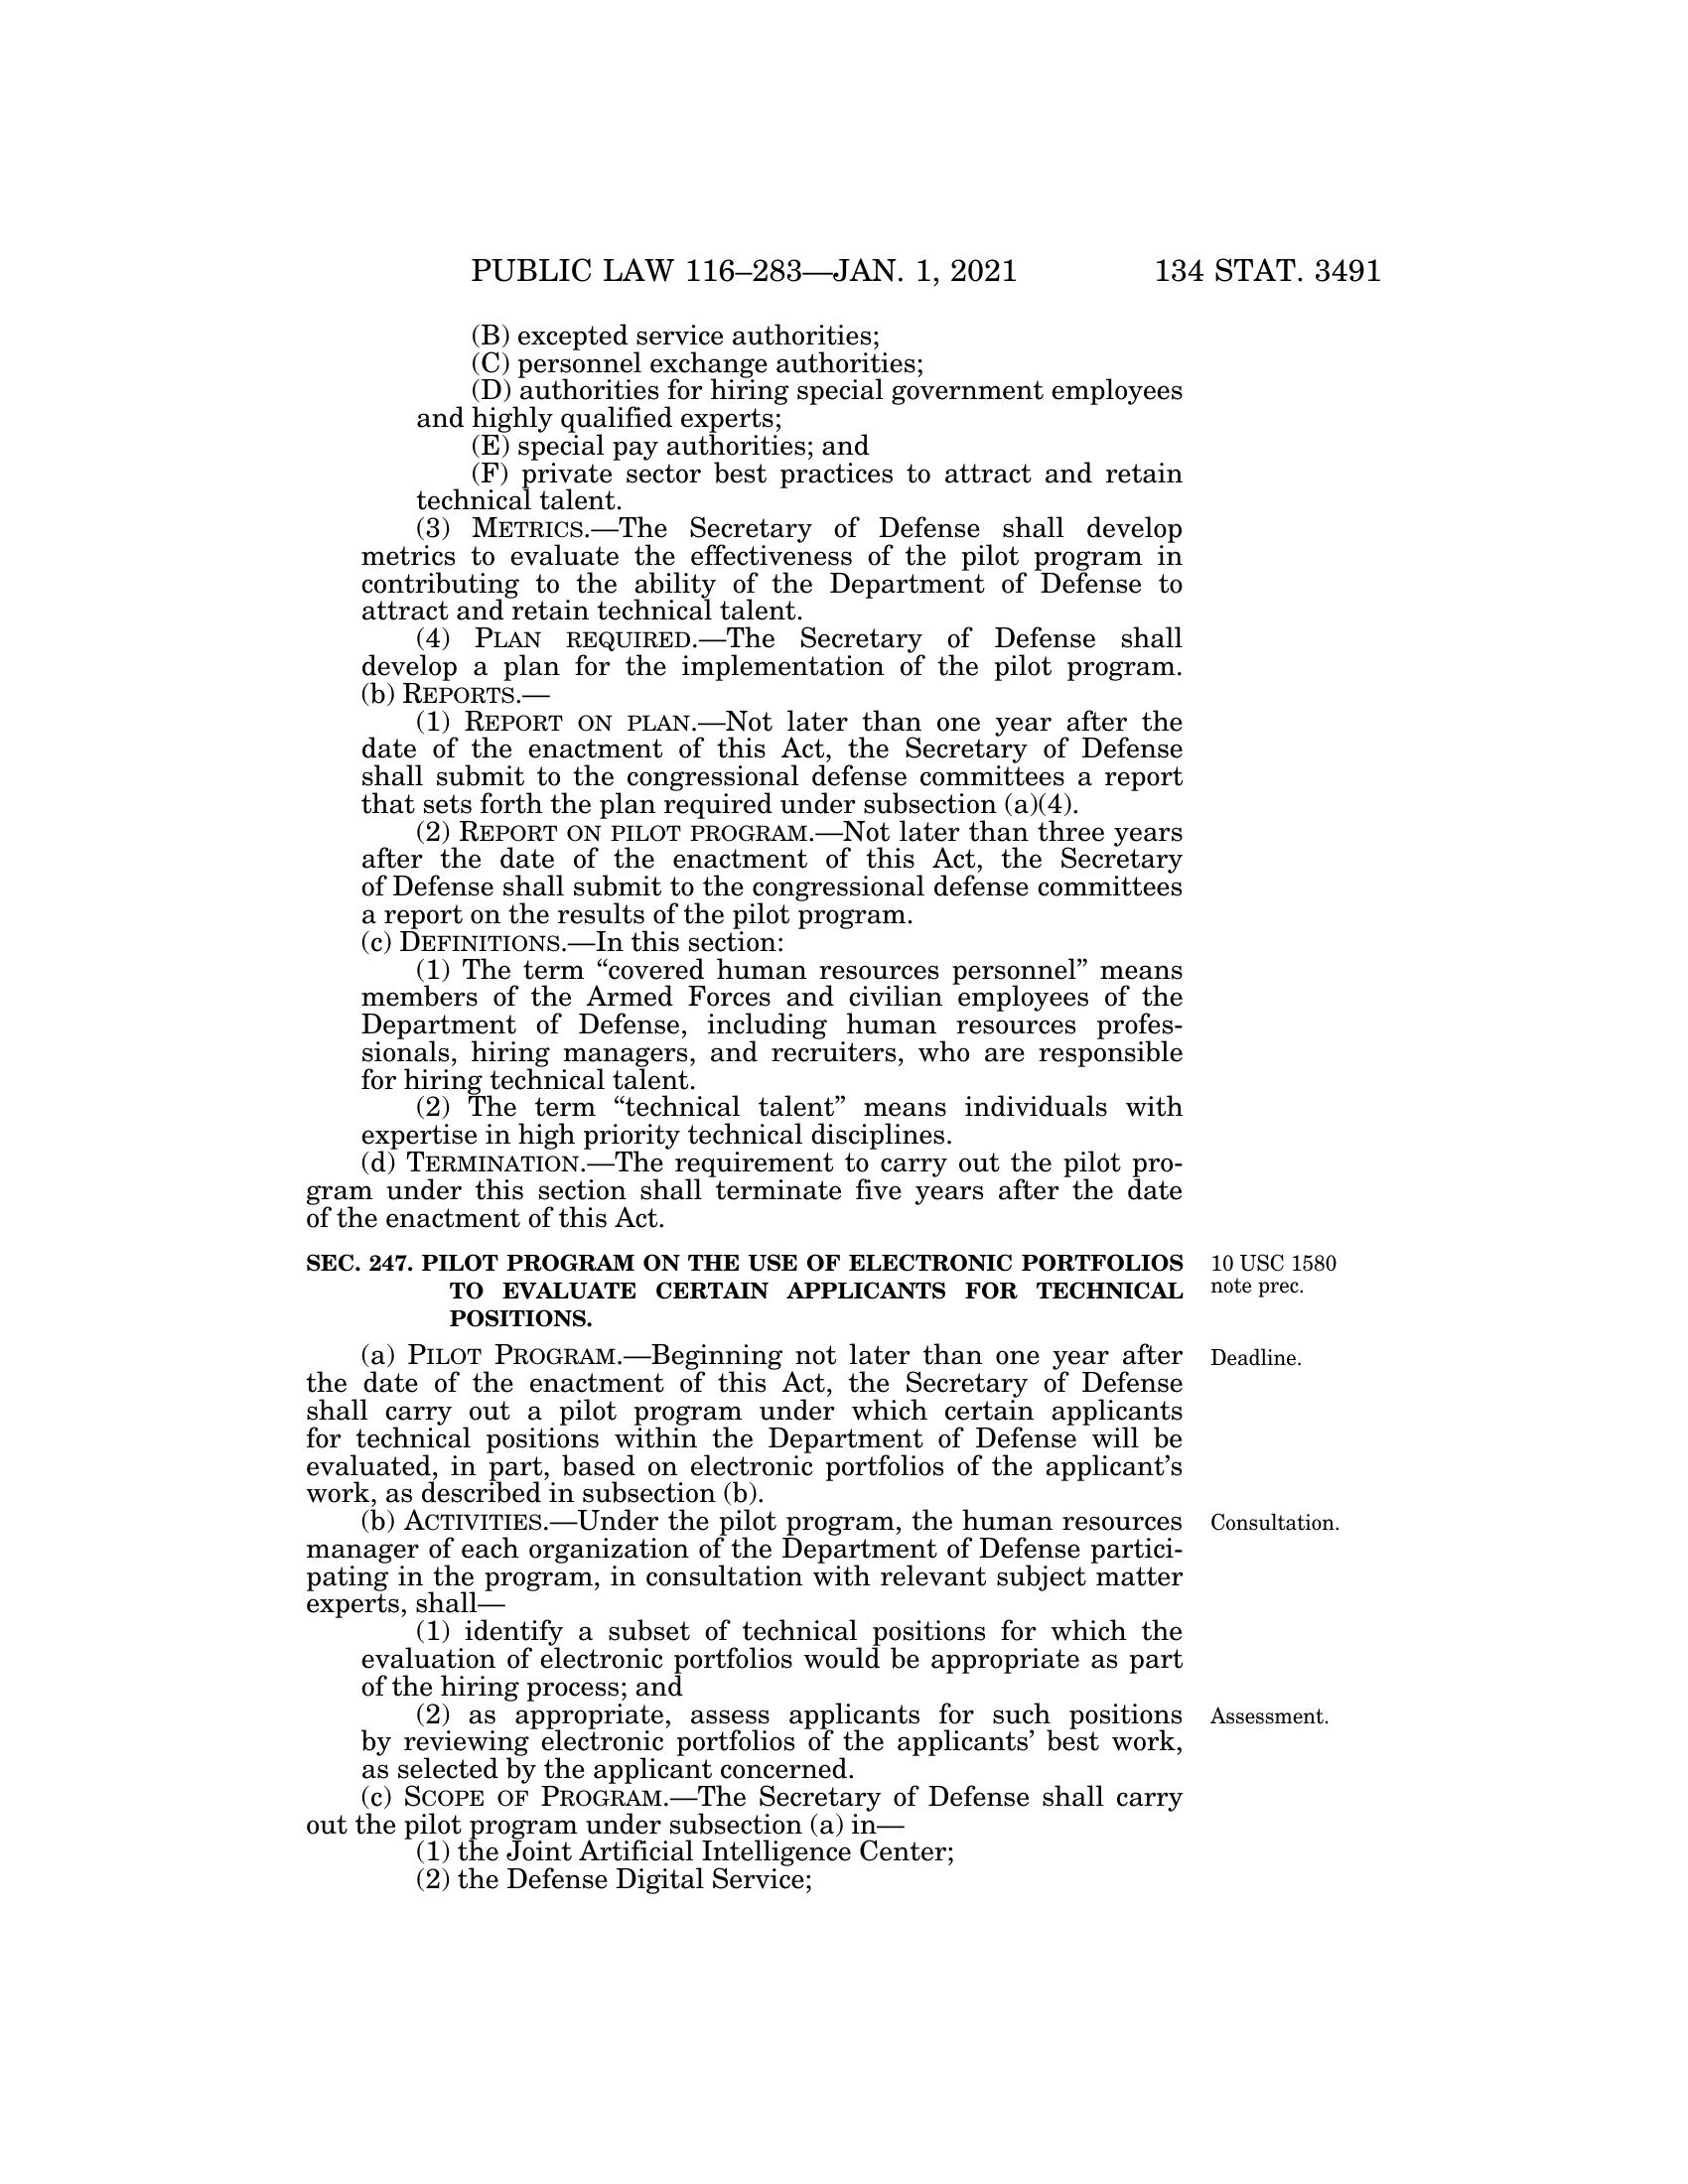 PUBLIC LAW 116–283—JAN. 1, 2021 134 STAT. 3491
(B) excepted service authorities;
(C) personnel exchange authorities;
(D) authorities for hiring special government employees
and highly qualified experts;
(E) special pay authorities; and
(F) private sector best practices to attract and retain
technical talent.
(3) METRICS.—The Secretary of Defense shall develop
metrics to evaluate the effectiveness of the pilot program in
contributing to the ability of the Department of Defense to
attract and retain technical talent.
(4) PLAN REQUIRED.—The Secretary of Defense shall
develop a plan for the implementation of the pilot program.
(b) REPORTS.—
(1) REPORT ON PLAN.—Not later than one year after the
date of the enactment of this Act, the Secretary of Defense
shall submit to the congressional defense committees a report
that sets forth the plan required under subsection (a)(4).
(2) REPORT ON PILOT PROGRAM.—Not later than three years
after the date of the enactment of this Act, the Secretary
of Defense shall submit to the congressional defense committees
a report on the results of the pilot program.
(c) DEFINITIONS.—In this section:
(1) The term “covered human resources personnel” means
members of the Armed Forces and civilian employees of the
Department of Defense, including human resources profes-
sionals, hiring managers, and recruiters, who are responsible
for hiring technical talent.
(2) The term “technical talent” means individuals with
expertise in high priority technical disciplines.
(d) TERMINATION.—The requirement to carry out the pilot pro-
gram under this section shall terminate five years after the date
of the enactment of this Act.
SEC. 247. PILOT PROGRAM ON THE USE OF ELECTRONIC PORTFOLIOS
TO EVALUATE CERTAIN APPLICANTS FOR TECHNICAL
POSITIONS.
10 USC 1580
note prec.
(a) PILOT PROGRAM.—Beginning not later than one year after
the date of the enactment of this Act, the Secretary of Defense
shall carry out a pilot program under which certain applicants
for technical positions within the Department of Defense will be
evaluated, in part, based on electronic portfolios of the applicant’s
work, as described in subsection (b).
Deadline.
(b) ACTIVITIES.—Under the pilot program, the human resources
manager of each organization of the Department of Defense partici-
pating in the program, in consultation with relevant subject matter
experts, shall—
Consultation.
(1) identify a subset of technical positions for which the
evaluation of electronic portfolios would be appropriate as part
of the hiring process; and
(2) as appropriate, assess applicants for such positions
by reviewing electronic portfolios of the applicants’ best work,
as selected by the applicant concerned.
Assessment.
(c) SCOPE OF PROGRAM.—The Secretary of Defense shall carry
out the pilot program under subsection (a) in—
(1) the Joint Artificial Intelligence Center;
(2) the Defense Digital Service;